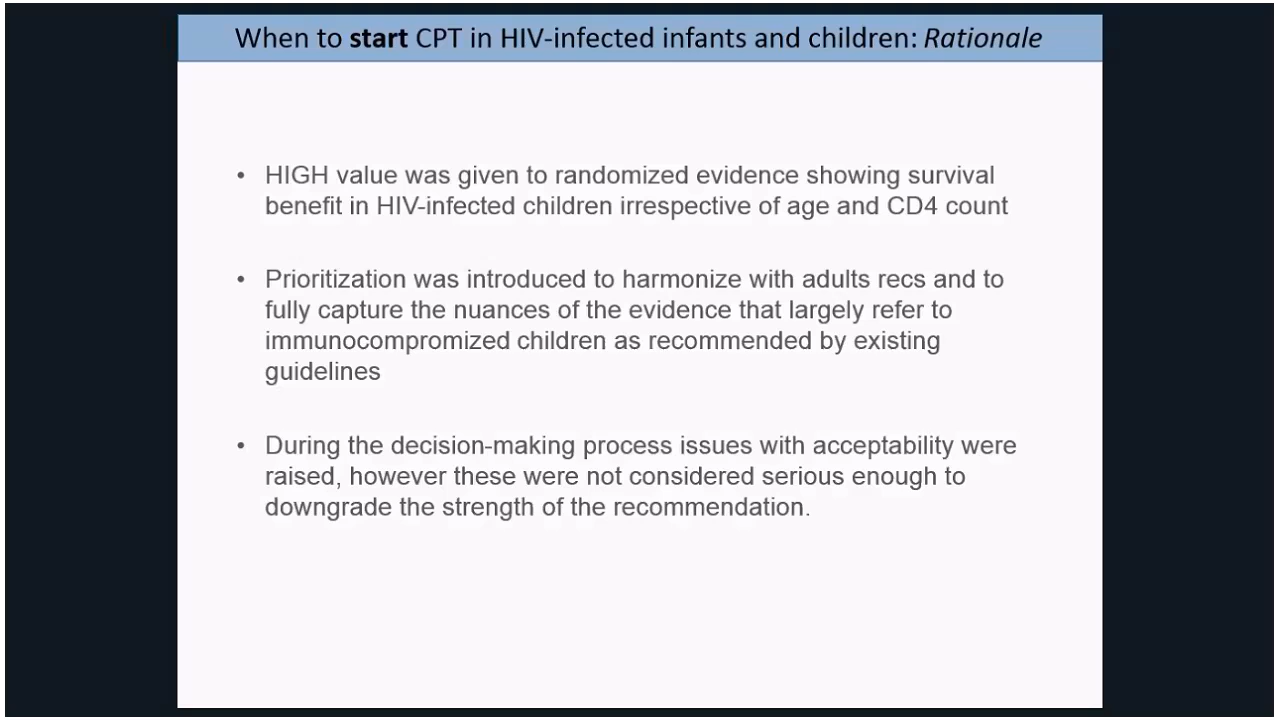 When to start CPT in HIV-infected infants and children: Rationale
• HIGH value was given to randomized evidence showing survival
benefit in HIV-infected children irrespective of age and CD4 count
• Prioritization was introduced to harmonize with adults recs and to
fully capture the nuances of the evidence that largely refer to
immunocompromized children as recommended by existing
guidelines
• During the decision-making process issues with acceptability were
raised, however these were not considered serious enough to
downgrade the strength of the recommendation.